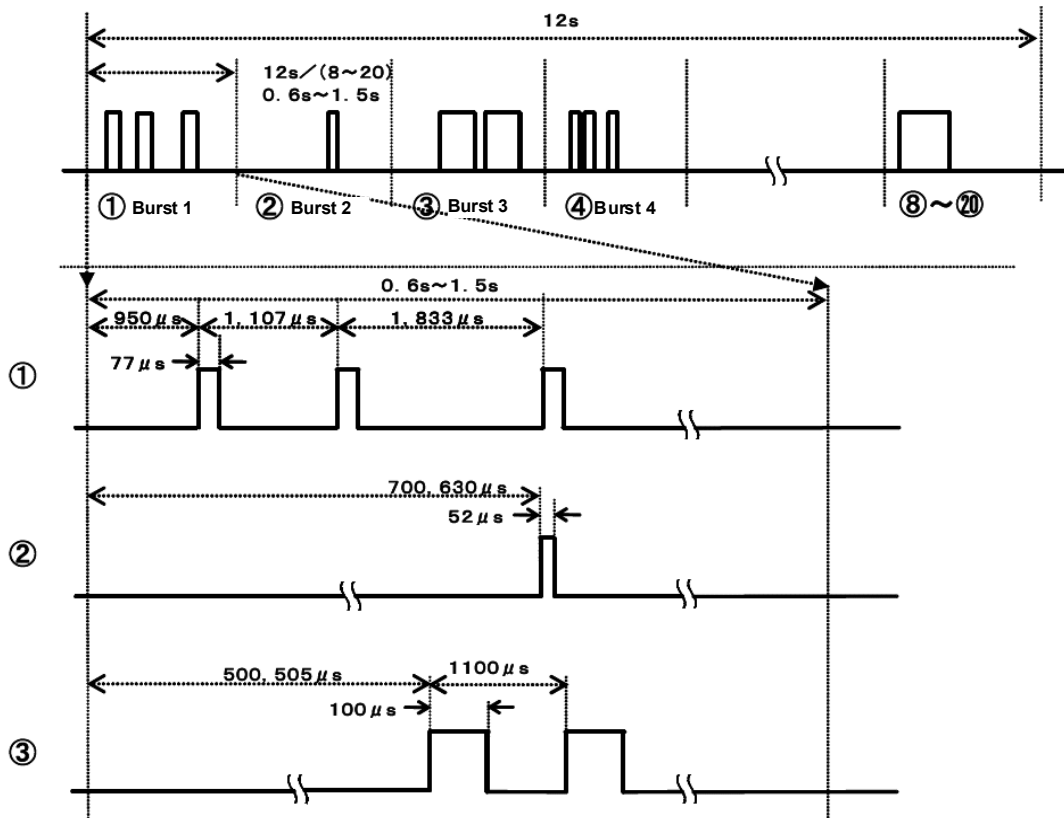 12s
12s/(8~20)
0. 6s~1. 5s
① Burst 1
② Burst 2
③ Burst 3
④ Burst 4
⑧~⑳
0. 6s~1. 5s
950μs
1, 107μs
1, 833μs
77μs
①
700, 630μs
52μs
②
500, 505μs
1100μs
100μs
③